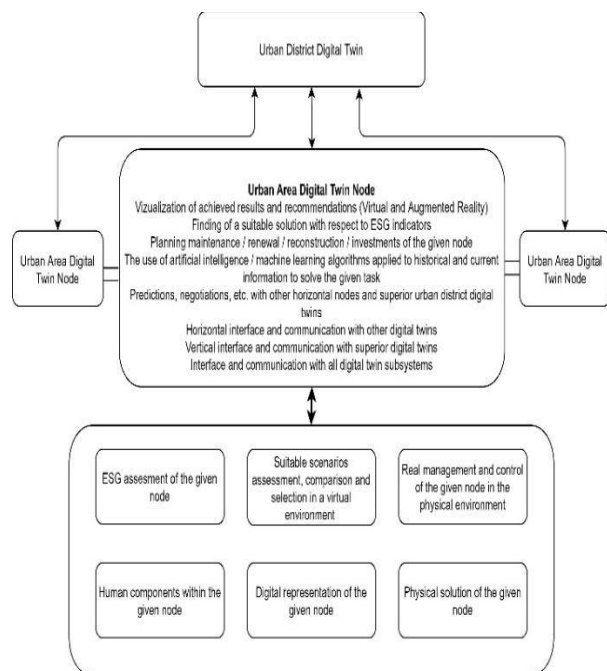 Urban District Digital Twin
Urban Area Digital Twin Node
Vizualization of achieved results and recommendations (Virtual and Augmented Reality)
Finding of a suitable solution with respect to ESG indicators
Planning maintenance / renewal / reconstruction / investments of the given node
The use of artificial intelligence / machine learning algorithms applied to historical and current
information to solve the given task
Predictions, negotiations, etc. with other horizontal nodes and superior urban district digital
twins
Horizontal interface and communication with other digital twins
Vertical interface and communication with superior digital twins
Interface and communication with all digital twin subsystems
Urban Area Digital
Twin Node
Urban Area Digital
Twin Node
ESG assesment of the given
node
Suitable scenarios
assessment, comparison and
selection in a virtual
environment
Real management and control
of the given node in the
physical environment
Human components within the
given node
Digital representation of the
given node
Physical solution of the given
node